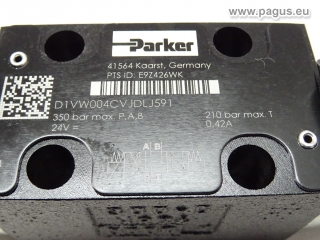 www.pagus.eu
Parker
41564 Kaarst, Germany
PTS ID: E9Z426WK
D1VW004CVJDLJ591
350 bar max. P,A,B 210 bar max. T
24V = 0.42A
A B